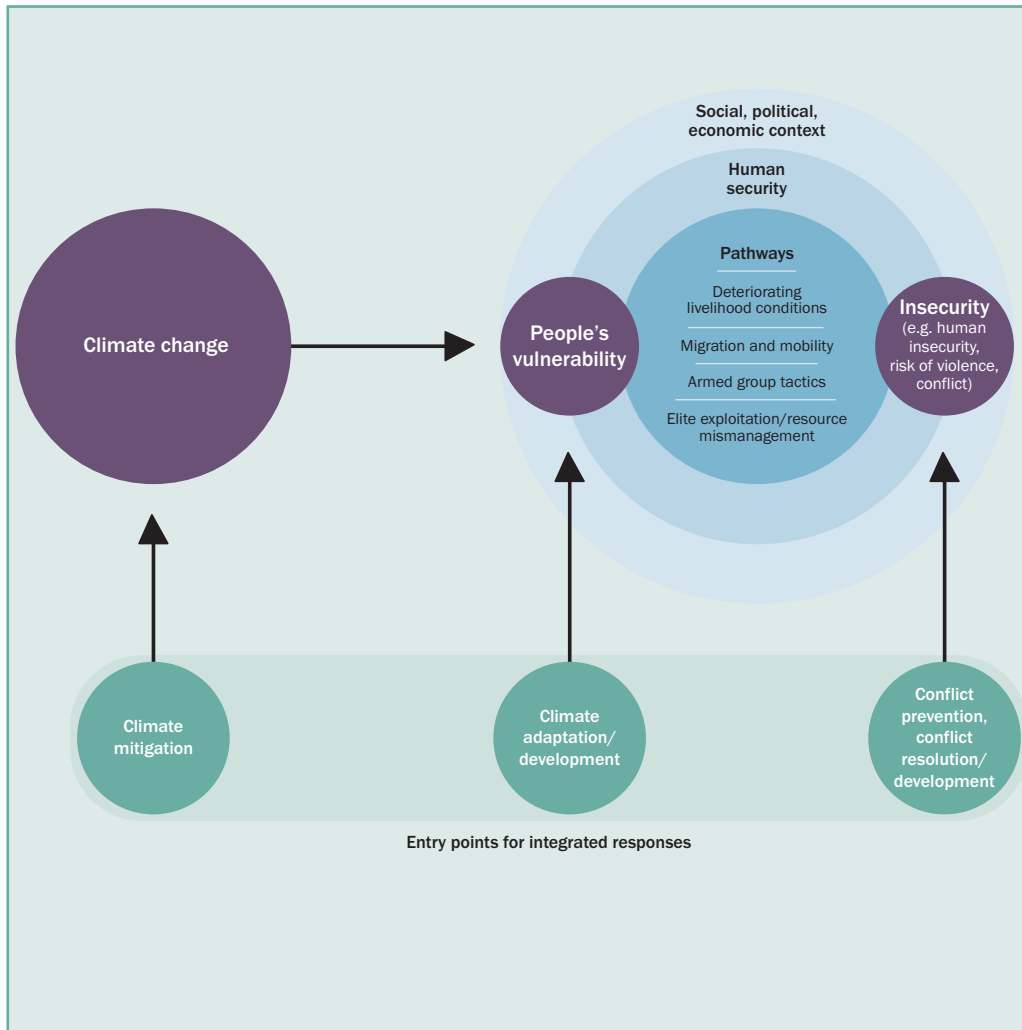 Social, political,
economic context
Human
security
Climate change
People's
vulnerability
Pathways
Deteriorating
livelihood conditions
Migration and mobility
Armed group tactics
Elite exploitation/resource
mismanagement
Insecurity
(e.g. human
insecurity,
risk of violence,
conflict)
Climate
mitigation
Climate
adaptation/
development
Conflict
prevention,
conflict
resolution/
development
Entry points for integrated responses